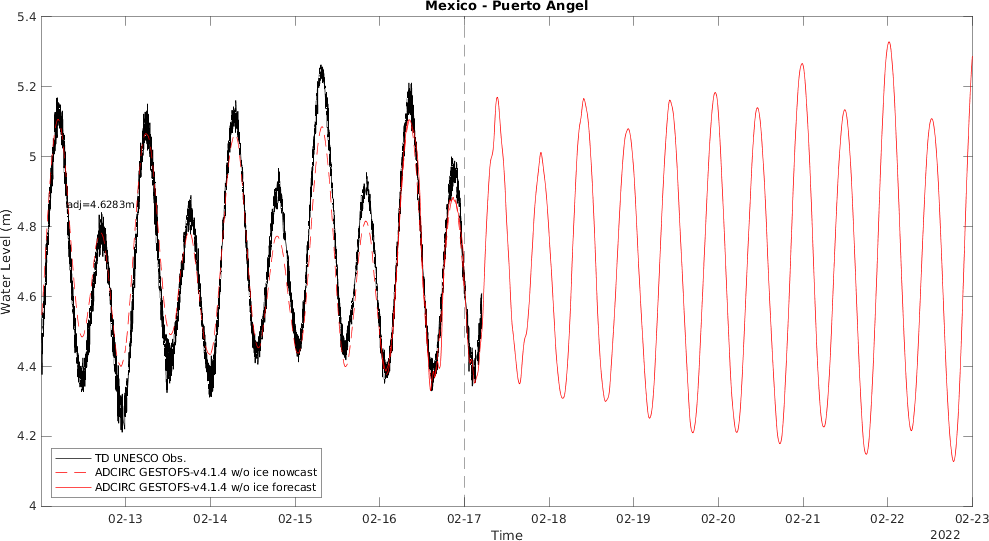 Mexico - Puerto Angel
5.4
5.2
5
4.8
4.6
4.4
4.2
4
Water Level (m)
adj=4.6283m
TD UNESCO Obs.
ADCIRC GESTOFS-v4.1.4 w/o ice nowcast
ADCIRC GESTOFS-v4.1.4 w/o ice forecast
02-13 02-14 02-15 02-16 02-17 02-18 02-19 02-20 02-21 02-22 02-23
Time
2022